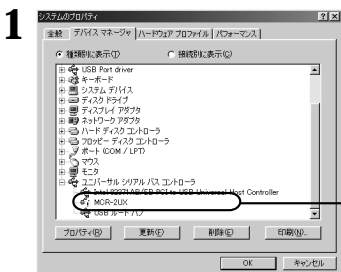 1
システムのプロパティ
全般 デバイス マネージャ ハードウェア プロファイル パフォーマンス
種類別に表示(T) 接続別に表示(C)
USB Port driver
キーボード
システム デバイス
ディスク ドライブ
ディスプレイ アダプタ
ネットワーク アダプタ
ハード ディスク コントローラ
フロッピー ディスク コントローラ
ポート (COM / LPT)
マウス
モニタ
ユニバーサル シリアル バス コントローラ
Intel 82371AB/EB PCI to USB Universal Host Controller
MCR-2UX
USB ルート ハブ
プロパティ(R) 更新(F) 削除(E) 印刷(N)...
OK キャンセル